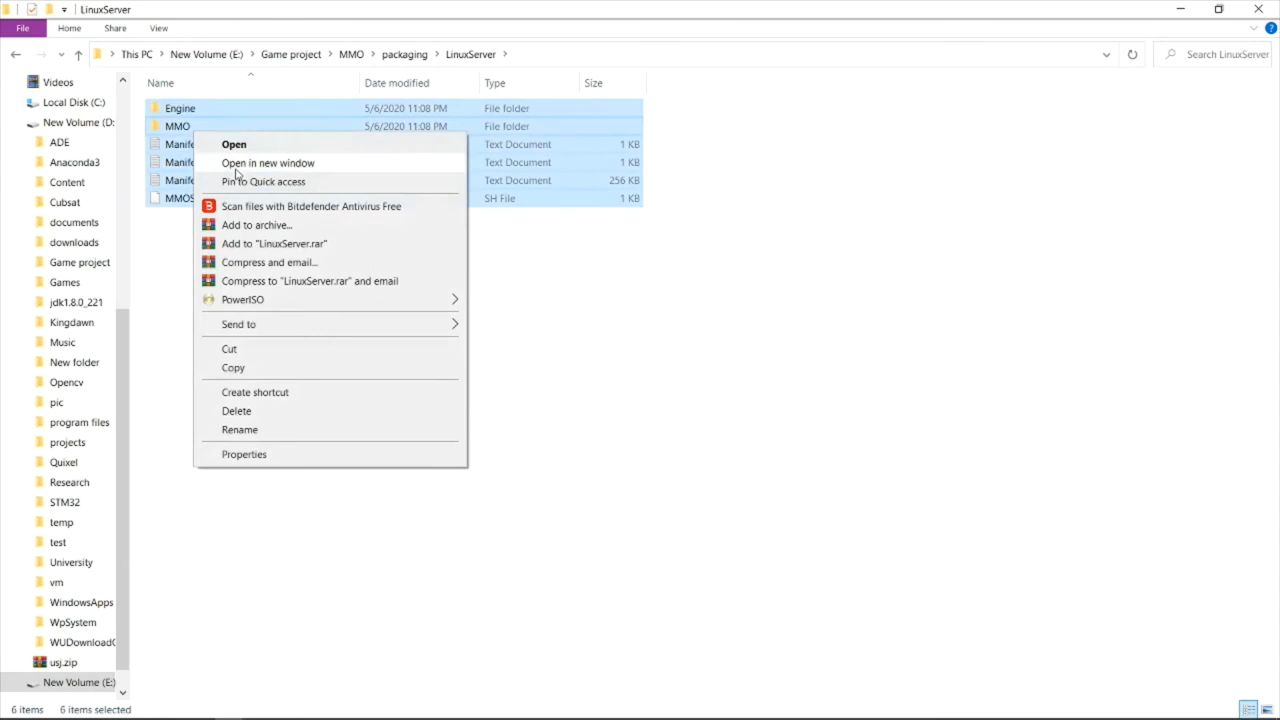 LinuxServer
File Home Share View
This PC New Volume (E:) Game project MMO packaging LinuxServer
Search LinuxServer
Name Date modified Type Size
Videos
Local Disk (C:)
New Volume (D:
ADE
Anaconda3
Content
Cubsat
documents
downloads
Game project
Games
jdk1.8.0_221
Kingdawn
Music
New folder
Opencv
pic
program files
projects
Quixel
Research
STM32
temp
test
University
vm
WindowsApps
WpSystem
WUDownloadC
usj.zip
New Volume (E:)
Engine 5/6/2020 11:08 PM File folder
MMO 5/6/2020 11:08 PM File folder
Manife Text Document 1 KB
Manife Text Document 1 KB
Manife Text Document 256 KB
MMOS SH File 1 KB
Open
Open in new window
Pin to Quick access
Scan files with Bitdefender Antivirus Free
Add to archive...
Add to "LinuxServer.rar"
Compress and email...
Compress to "LinuxServer.rar" and email
PowerISO
Send to
Cut
Copy
Create shortcut
Delete
Rename
Properties
6 items 6 items selected